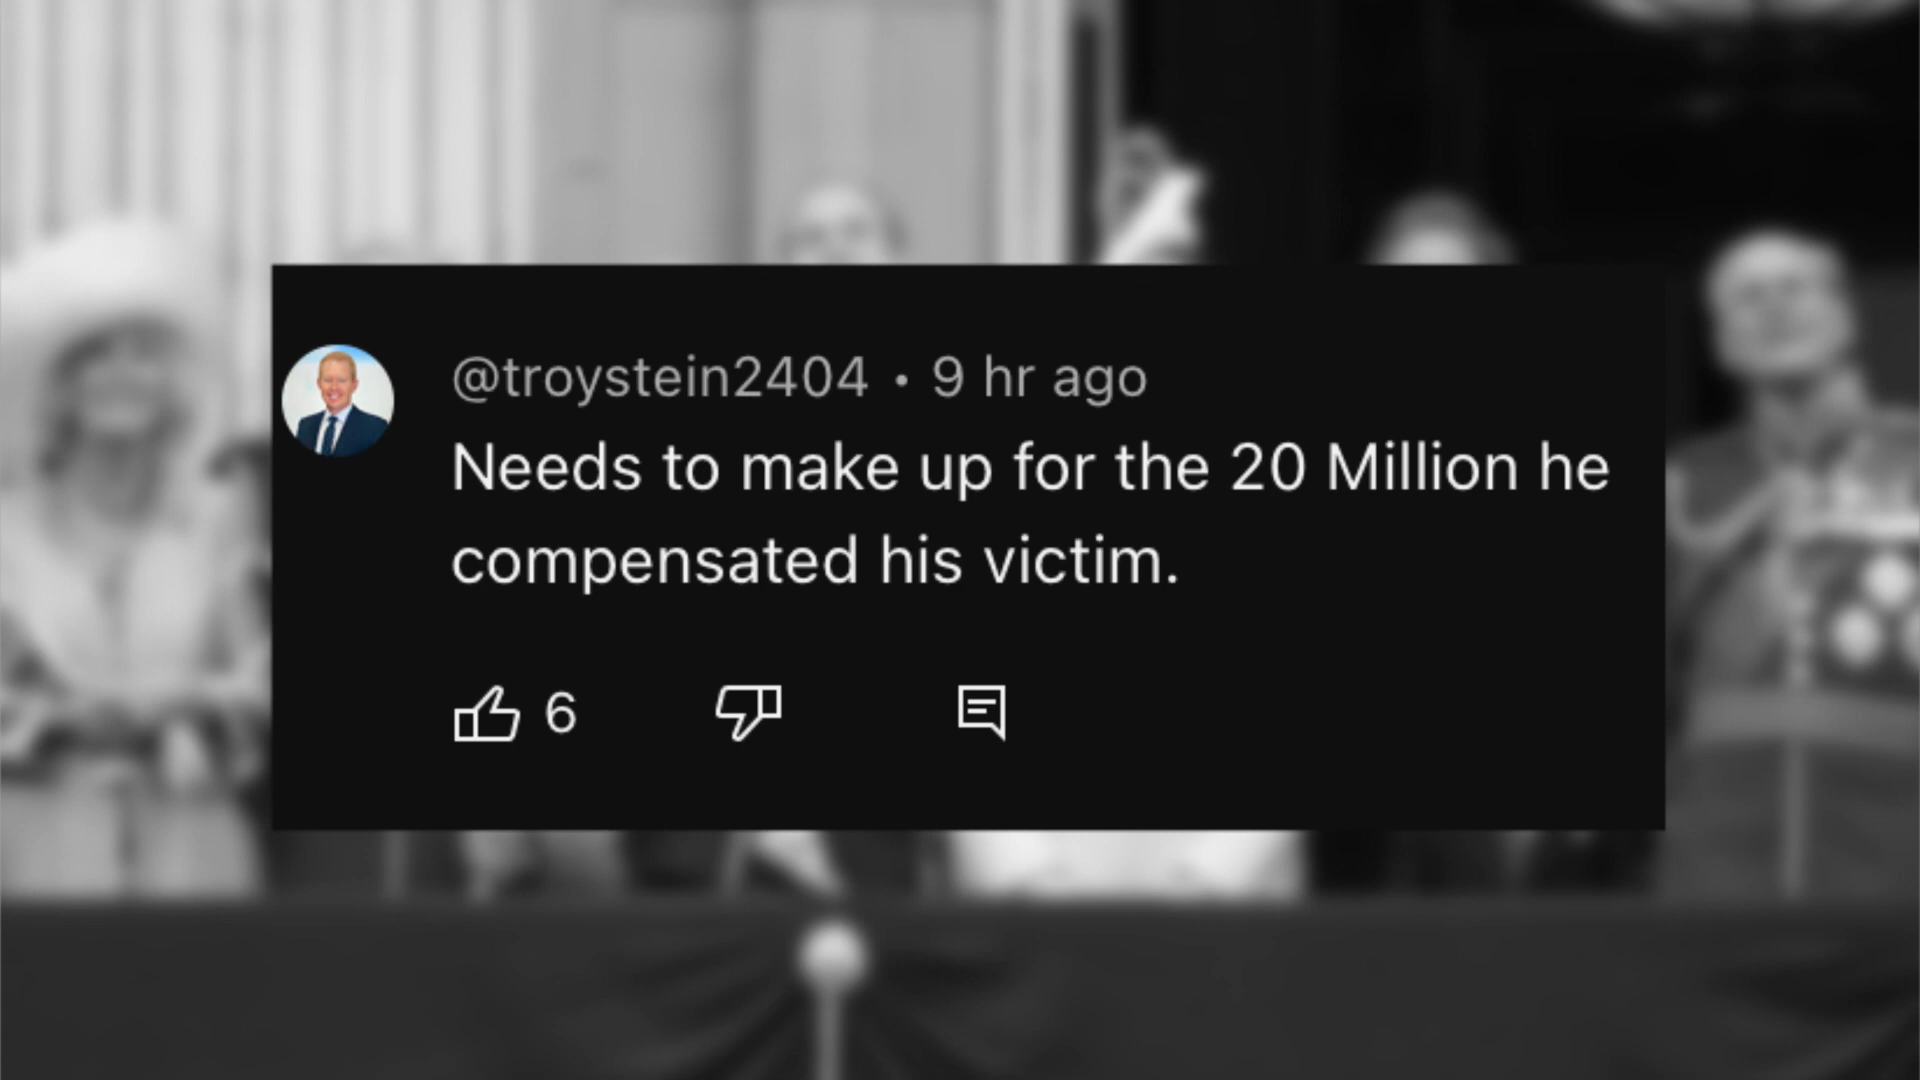 @troystein2404 • 9 hr ago
Needs to make up for the 20 Million he
compensated his victim.
6